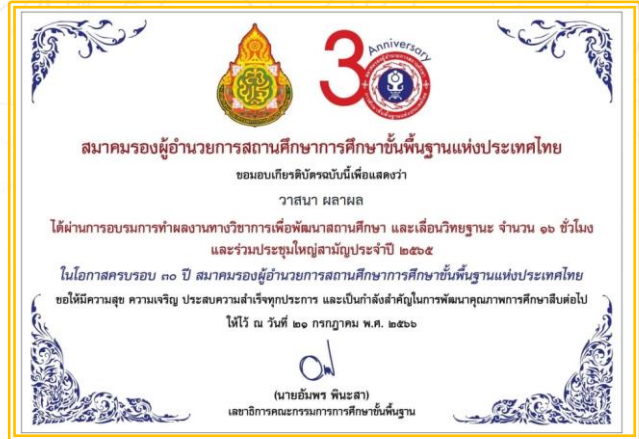 30
Anniversary
สมาคมรองผู้อำนวยการสถานศึกษาการศึกษาขั้นพื้นฐานแห่งประเทศไทย
ขอมอบเกียรติบัตรฉบับนี้เพื่อแสดงว่า
วาสนา ผลาผล
ได้ผ่านการอบรมการทำผลงานทางวิชาการเพื่อพัฒนาสถานศึกษา และเลื่อนวิทยฐานะ จำนวน ๑๖ ชั่วโมง
และร่วมประชุมใหญ่สามัญประจำปี ๒๕๖๕
ในโอกาสครบรอบ ๓๐ ปี สมาคมรองผู้อำนวยการสถานศึกษาการศึกษาขั้นพื้นฐานแห่งประเทศไทย
ขอให้มีความสุข ความเจริญ ประสบความสำเร็จทุกประการ และเป็นกำลังสำคัญในการพัฒนาคุณภาพการศึกษาสืบต่อไป
ให้ไว้ ณ วันที่ ๒๑ กรกฎาคม พ.ศ. ๒๕๖๖
(นายอัมพร พินะสา)
เลขาธิการคณะกรรมการการศึกษาขั้นพื้นฐาน